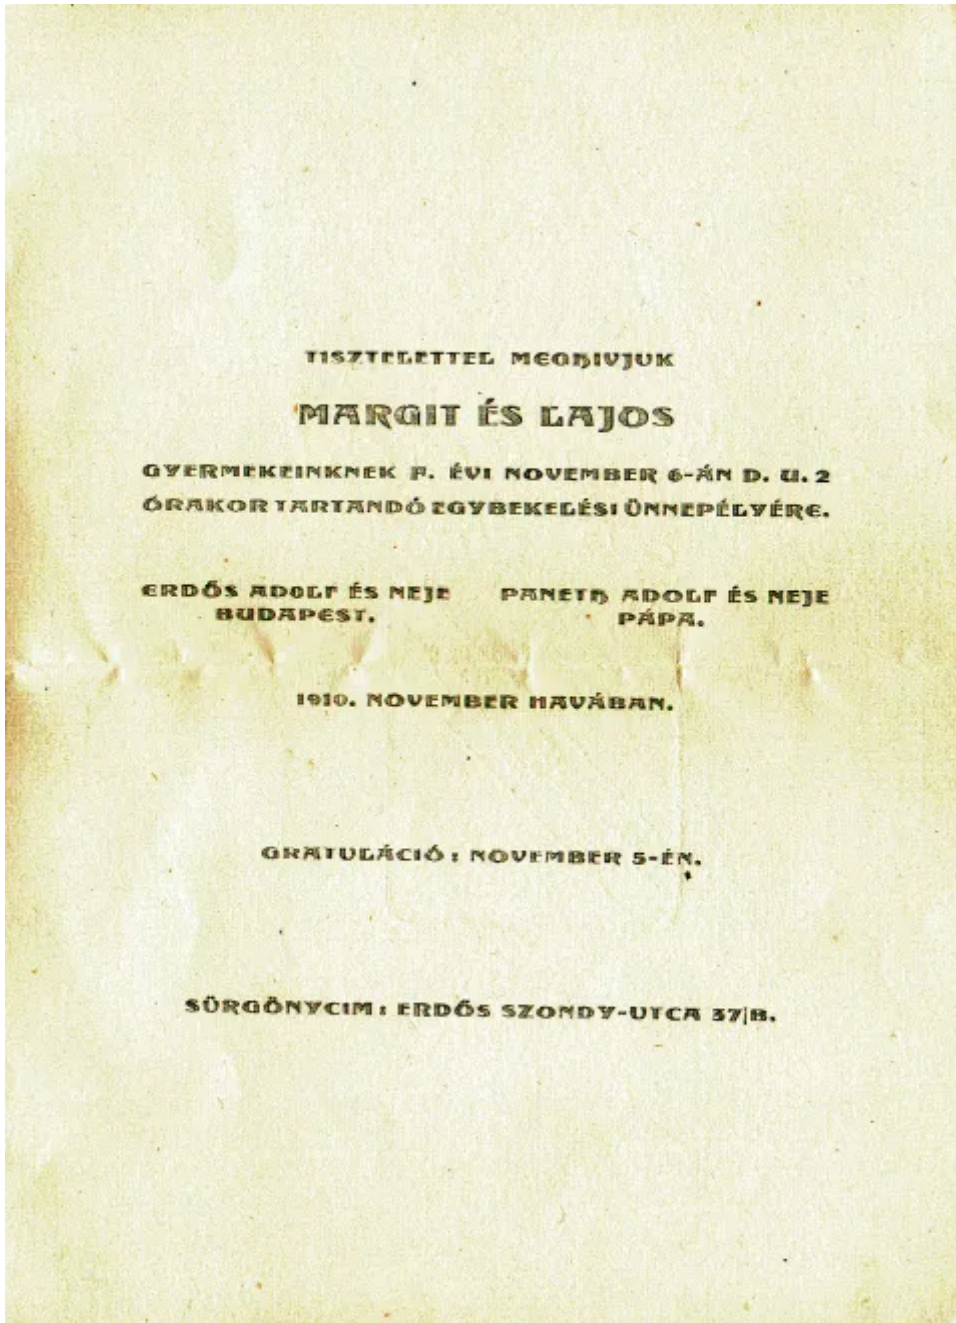 TISZTELETTEL MEGHIVJUK
MARGIT ÉS LAJOS
GYERMEKEINKNEK F. ÉVI NOVEMBER 6-ÁN D. U. 2
ÓRAKOR TARTANDÓ EGYBEKELÉSI ÜNNEPÉLYÉRE.
ERDŐS ADOLF ÉS NEJE
BUDAPEST.
PANETH ADOLF ÉS NEJE
PÁPA.
1910. NOVEMBER HAVÁBAN.
GRATULÁCIÓ: NOVEMBER 5-ÉN.
SÜRGÖNYCIM: ERDŐS SZONDY-UTCA 37/B.